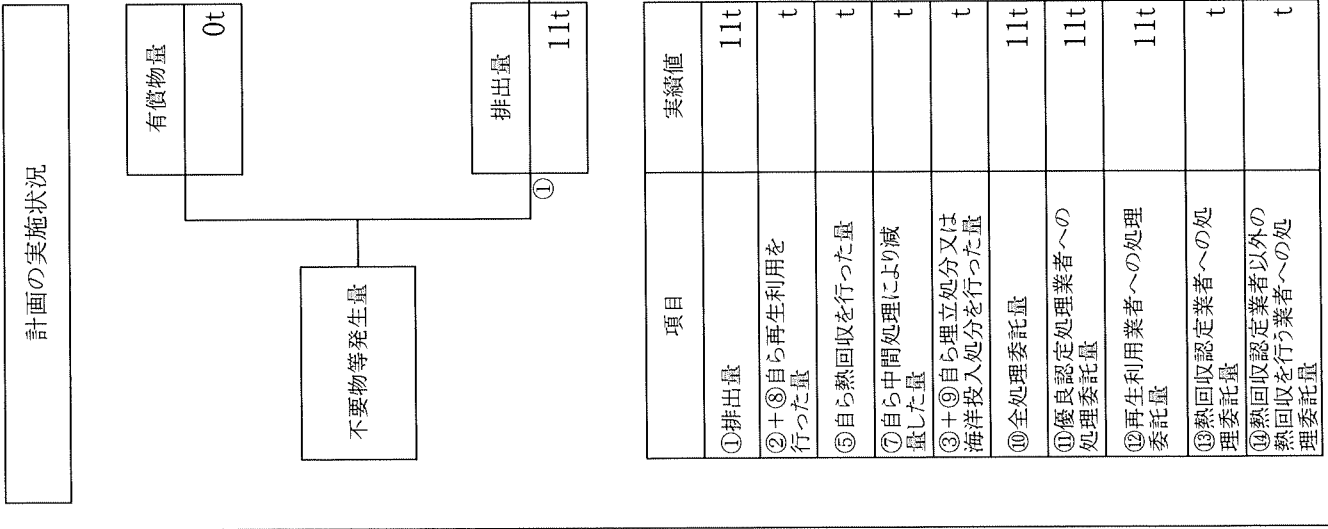 計画の実施状況
有償物量
0t
不要物等発生量
排出量
①
11t
項目 実績値
①排出量 11t
②+⑧自ら再生利用を
行った量 t
⑤自ら熱回収を行った量 t
⑦自ら中間処理により減
量した量 t
③+⑨自ら埋立処分又は
海洋投入処分を行った量 t
⑩全処理委託量 11t
⑪優良認定処理業者への
処理委託量 11t
⑫再生利用業者への処理
委託量 11t
⑬熱回収認定業者への処
理委託量 t
⑭熱回収認定業者以外の
熱回収を行う業者への処
理委託量 t